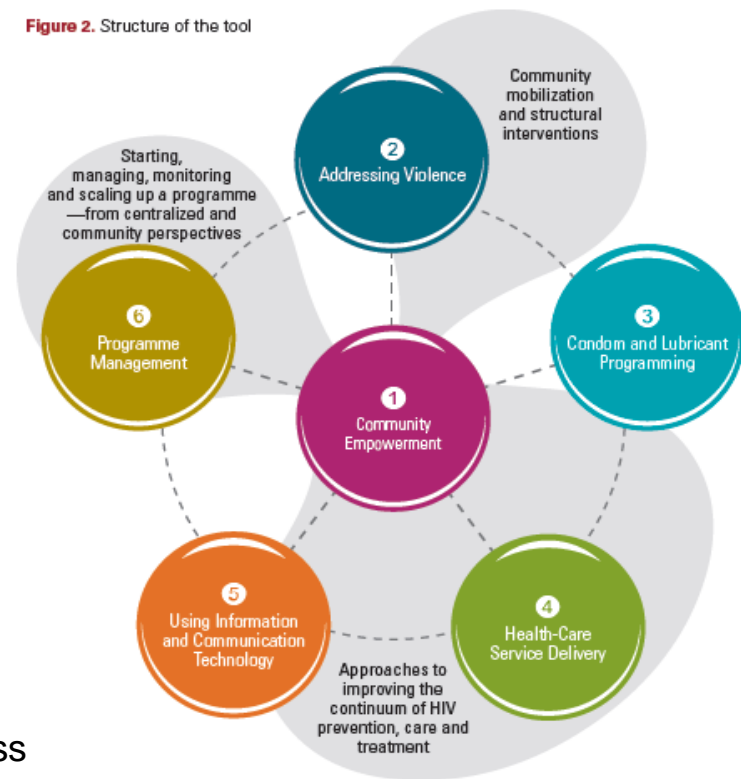 Figure 2. Structure of the tool
Community
mobilization
and structural
interventions
2
Addressing Violence
Starting,
managing, monitoring
and scaling up a programme
—from centralized and
community perspectives
6
Programme
Management
3
Condom and Lubricant
Programming
1
Community
Empowerment
5
Using Information
and Communication
Technology
4
Health-Care
Service Delivery
Approaches to
improving the
continuum of HIV
prevention, care and
treatment
ss